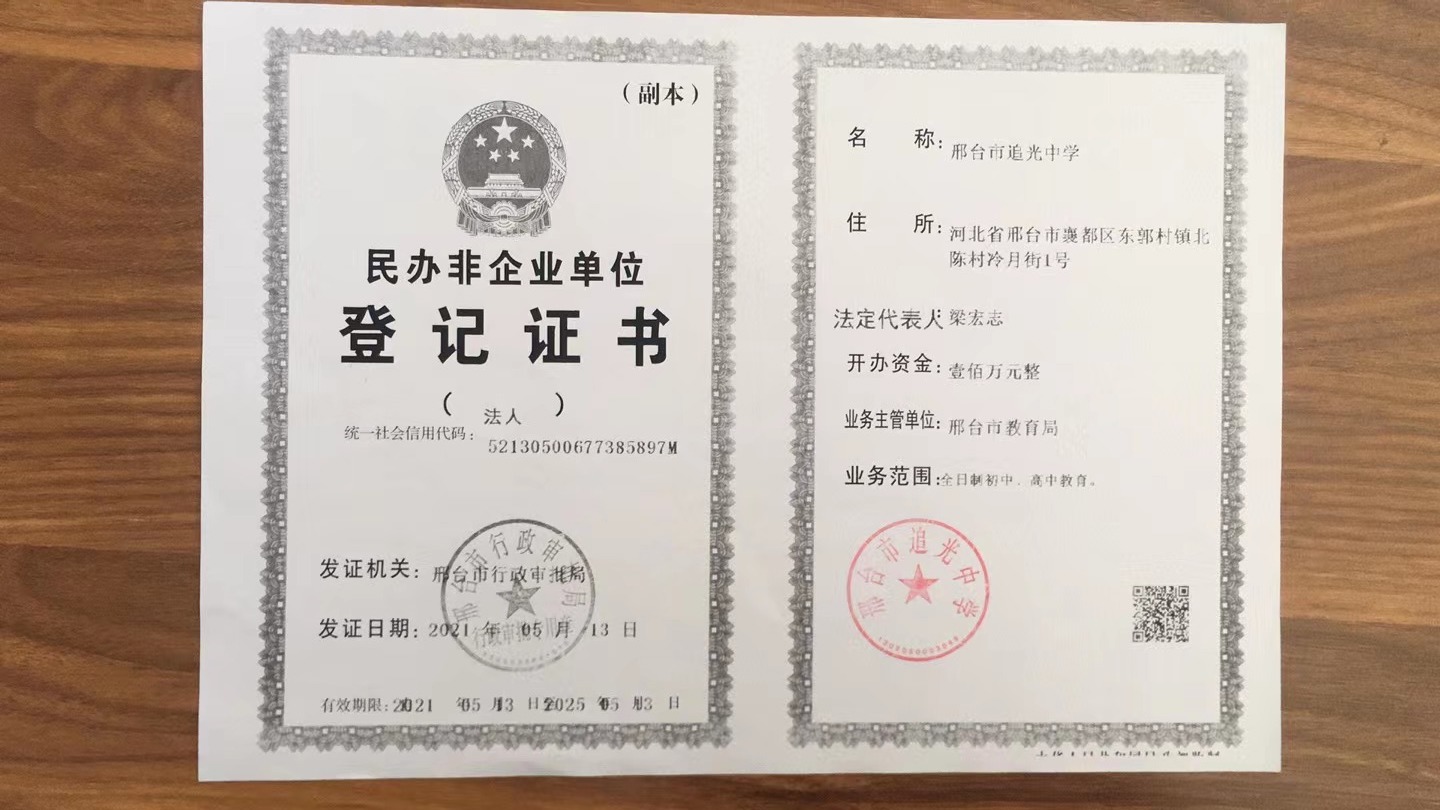 （副本）
民办非企业单位
登记证书
（法人）
统一社会信用代码：
52130500677385897M
发证机关：邢台市行政审批局
发证日期：2021 年 05 月 13 日
有效期限：2021 年 05 月 13 日至 2025 年 05 月 13 日
邢台市行政审批局
名称：邢台市追光中学
住所：河北省邢台市襄都区东郭村镇北
陈村冷月街1号
法定代表人：梁宏志
开办资金：壹佰万元整
业务主管单位：邢台市教育局
业务范围：全日制初中、高中教育。
邢台市追光中学